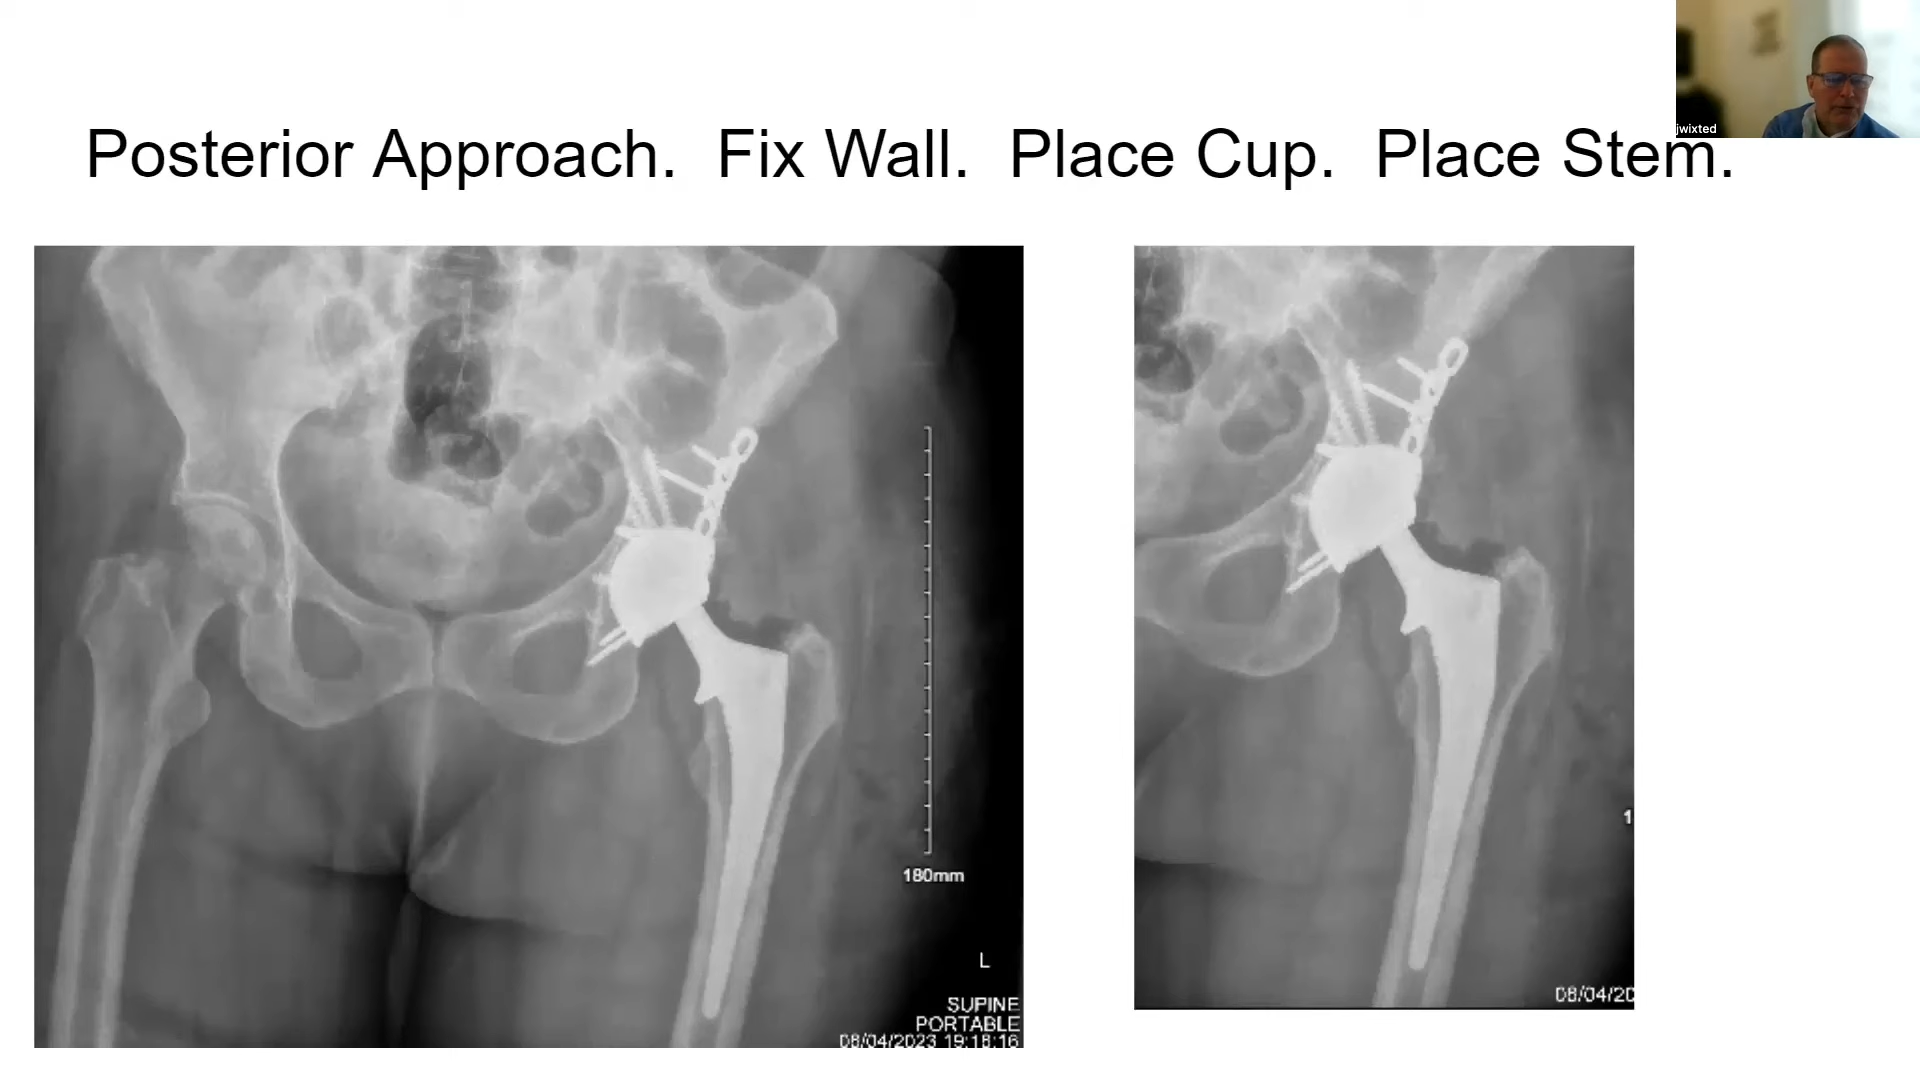 jwixted
Posterior Approach. Fix Wall. Place Cup. Place Stem.
180mm
L
SUPINE
PORTABLE
08/04/2023 19:18:16
1
08/04/20